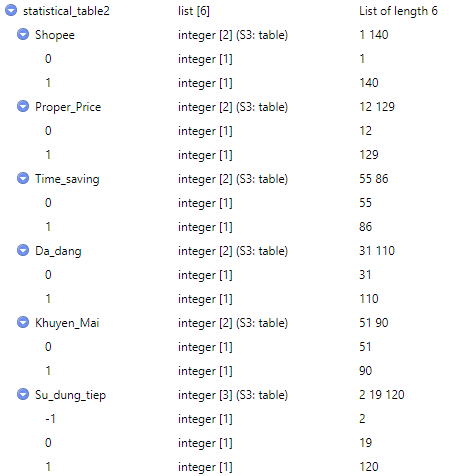 statistical_table2 list [6] List of length 6
Shopee integer [2] (S3: table) 1 140
0 integer [1] 1
1 integer [1] 140
Proper_Price integer [2] (S3: table) 12 129
0 integer [1] 12
1 integer [1] 129
Time_saving integer [2] (S3: table) 55 86
0 integer [1] 55
1 integer [1] 86
Da_dang integer [2] (S3: table) 31 110
0 integer [1] 31
1 integer [1] 110
Khuyen_Mai integer [2] (S3: table) 51 90
0 integer [1] 51
1 integer [1] 90
Su_dung_tiep integer [3] (S3: table) 2 19 120
-1 integer [1] 2
0 integer [1] 19
1 integer [1] 120